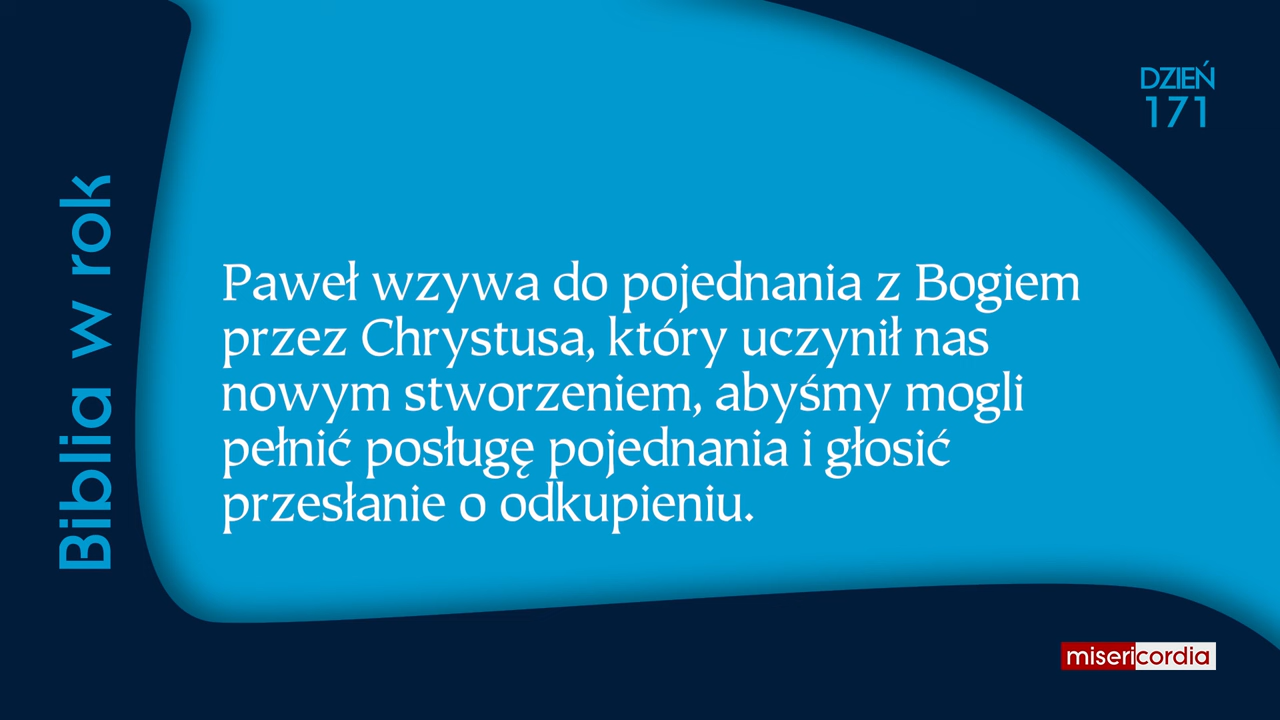 Biblia w rok
DZIEŃ
171
Paweł wzywa do pojednania z Bogiem
przez Chrystusa, który uczynił nas
nowym stworzeniem, abyśmy mogli
pełnić posługę pojednania i głosić
przesłanie o odkupieniu.
misericordia